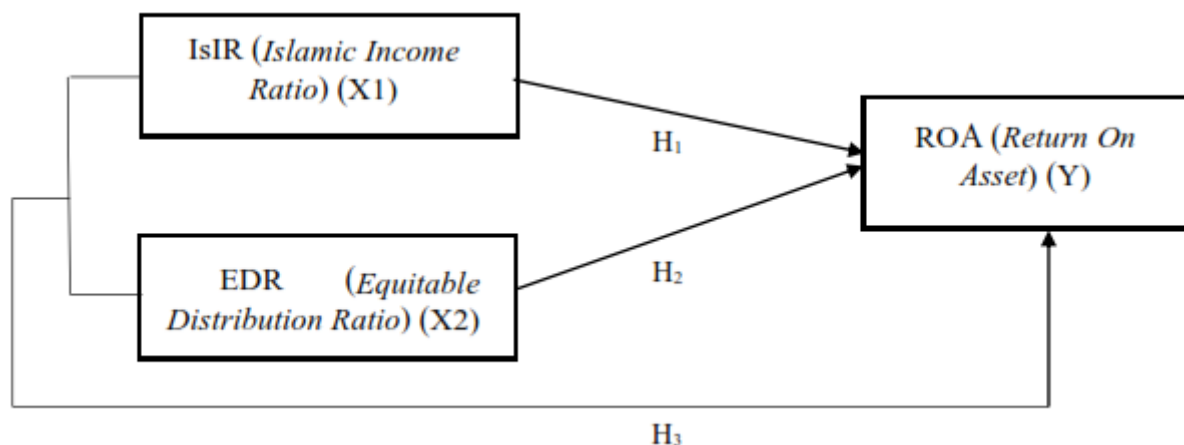 IsIR (Islamic Income
Ratio) (X1)
H₁
ROA (Return On
Asset) (Y)
EDR (Equitable
Distribution Ratio) (X2)
H₂
H₃